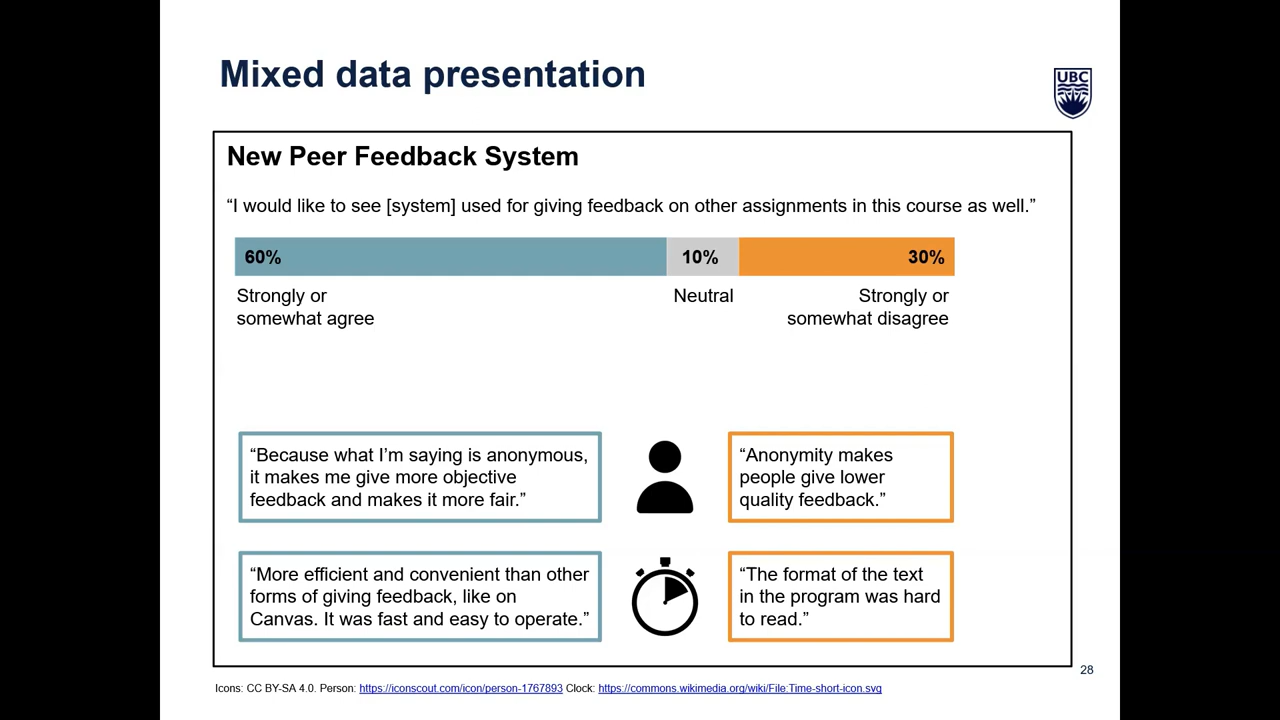 Mixed data presentation
UBC
New Peer Feedback System
“I would like to see [system] used for giving feedback on other assignments in this course as well.”
60%
10%
30%
Strongly or
somewhat agree
Neutral
Strongly or
somewhat disagree
“Because what I’m saying is anonymous,
it makes me give more objective
feedback and makes it more fair.”
“Anonymity makes
people give lower
quality feedback.”
“More efficient and convenient than other
forms of giving feedback, like on
Canvas. It was fast and easy to operate.”
“The format of the text
in the program was hard
to read.”
28
Icons: CC BY-SA 4.0. Person: https://iconscout.com/icon/person-1767893 Clock: https://commons.wikimedia.org/wiki/File:Time-short-icon.svg